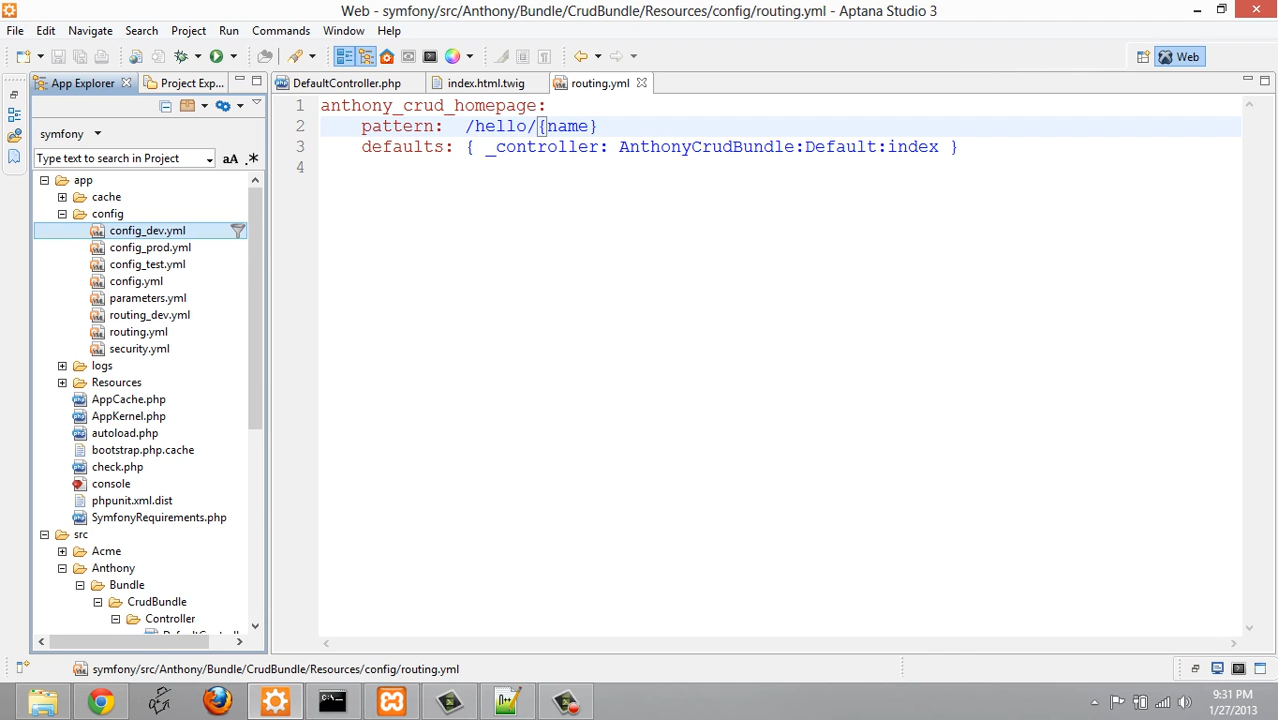 Web - symfony/src/Anthony/Bundle/CrudBundle/Resources/config/routing.yml - Aptana Studio 3
File Edit Navigate Search Project Run Commands Window Help
Web
App Explorer Project Exp... DefaultController.php index.html.twig routing.yml
symfony
Type text to search in Project aA .*
app
cache
config
config_dev.yml
config_prod.yml
config_test.yml
config.yml
parameters.yml
routing_dev.yml
routing.yml
security.yml
logs
Resources
AppCache.php
AppKernel.php
autoload.php
bootstrap.php.cache
check.php
console
phpunit.xml.dist
SymfonyRequirements.php
src
Acme
Anthony
Bundle
CrudBundle
Controller
1 anthony_crud_homepage:
2 pattern: /hello/{name}
3 defaults: { _controller: AnthonyCrudBundle:Default:index }
4
symfony/src/Anthony/Bundle/CrudBundle/Resources/config/routing.yml
9:31 PM
1/27/2013